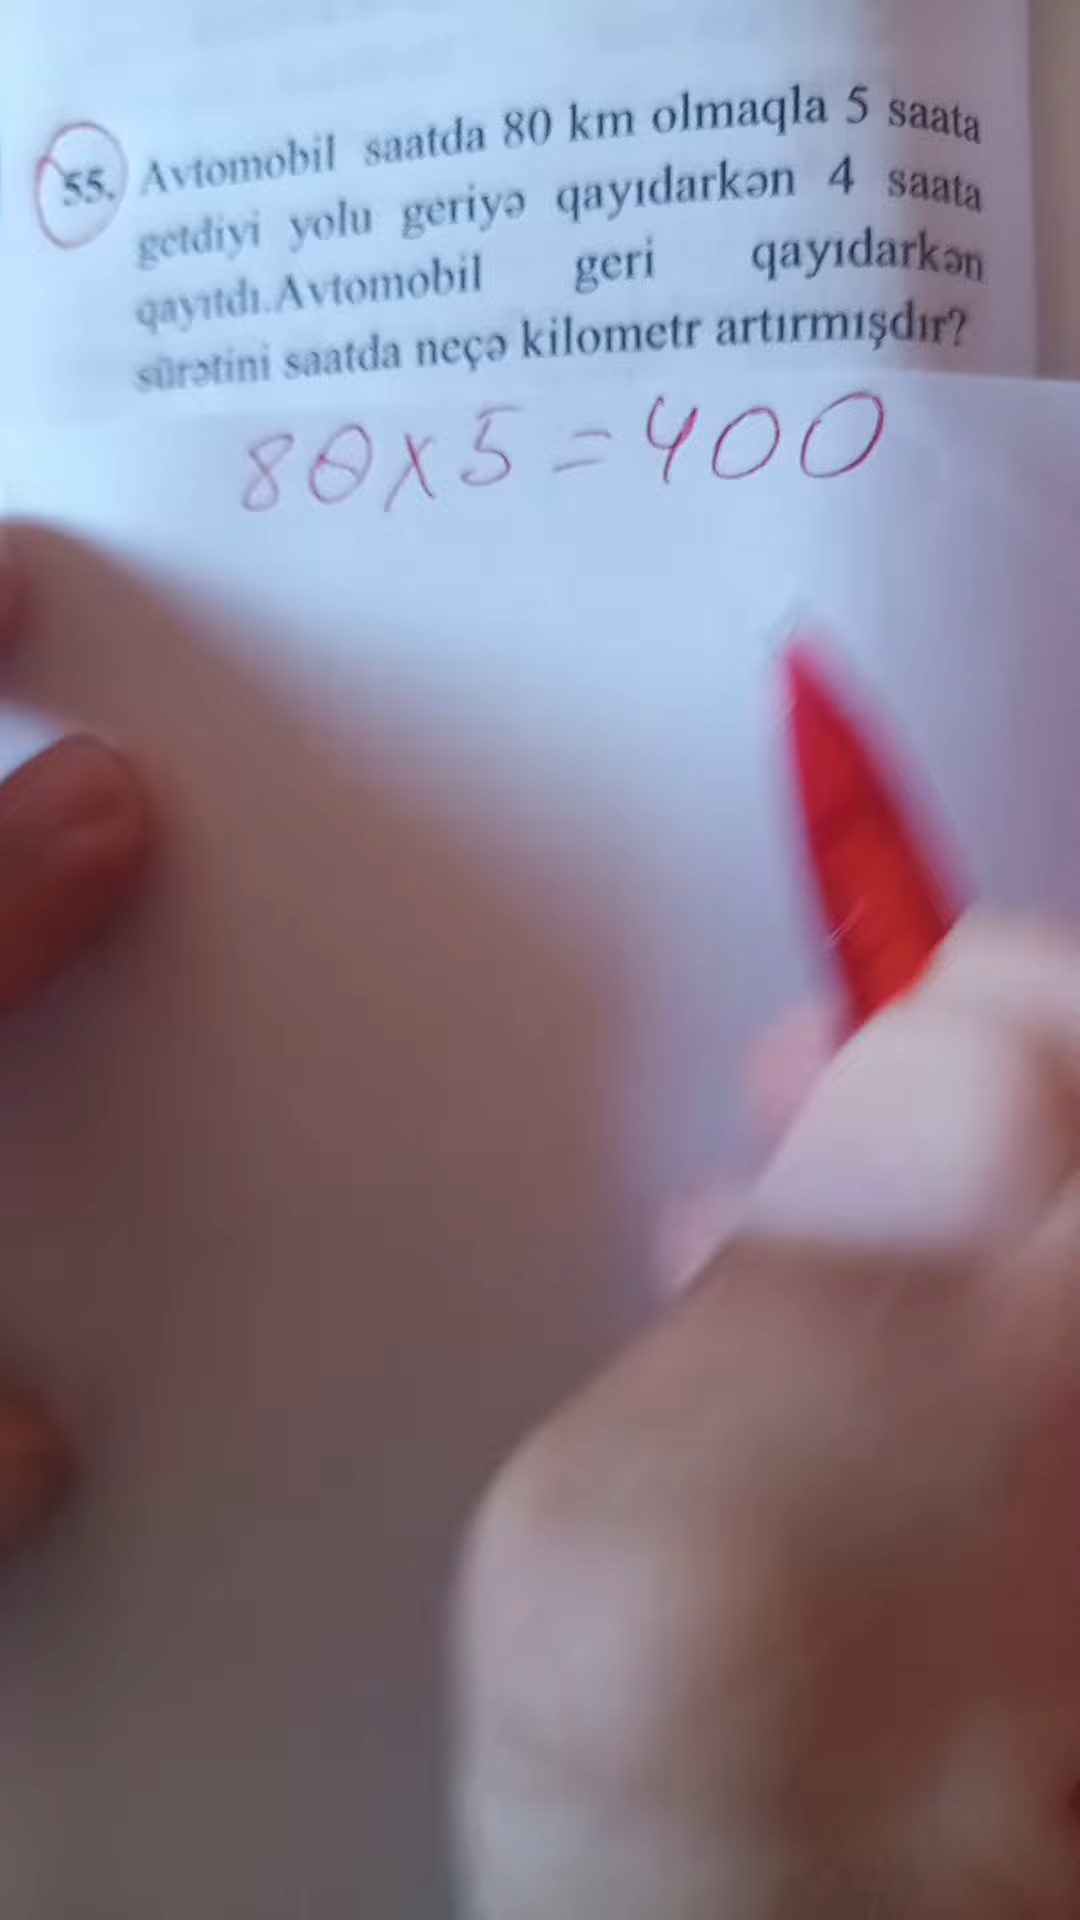 55. Avtomobil saatda 80 km olmaqla 5 saata
getdiyi yolu geriyə qayıdarkən 4 saata
qayıtdı.Avtomobil geri qayıdarkən
sürətini saatda neçə kilometr artırmışdır?
80x5=400